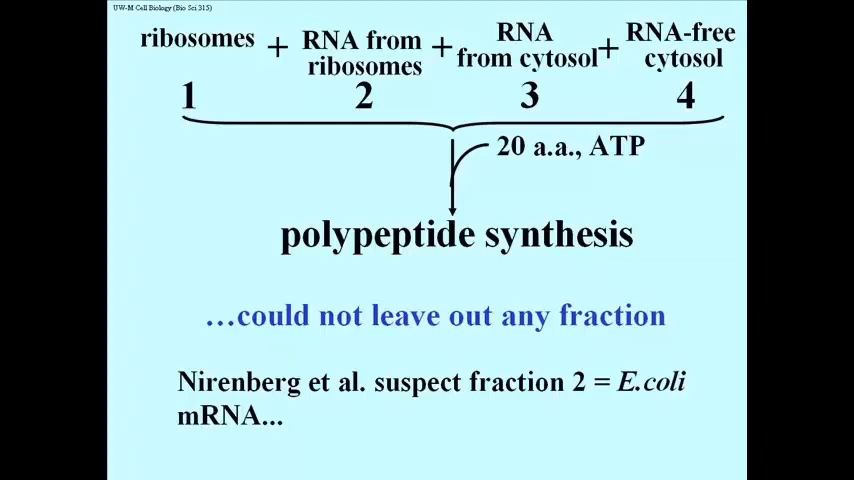 UW-M Cell Biology (Bio Sci 315)
ribosomes + RNA from ribosomes + RNA from cytosol + RNA-free cytosol
1 2 3 4
20 a.a., ATP
polypeptide synthesis
…could not leave out any fraction
Nirenberg et al. suspect fraction 2 = E.coli
mRNA...